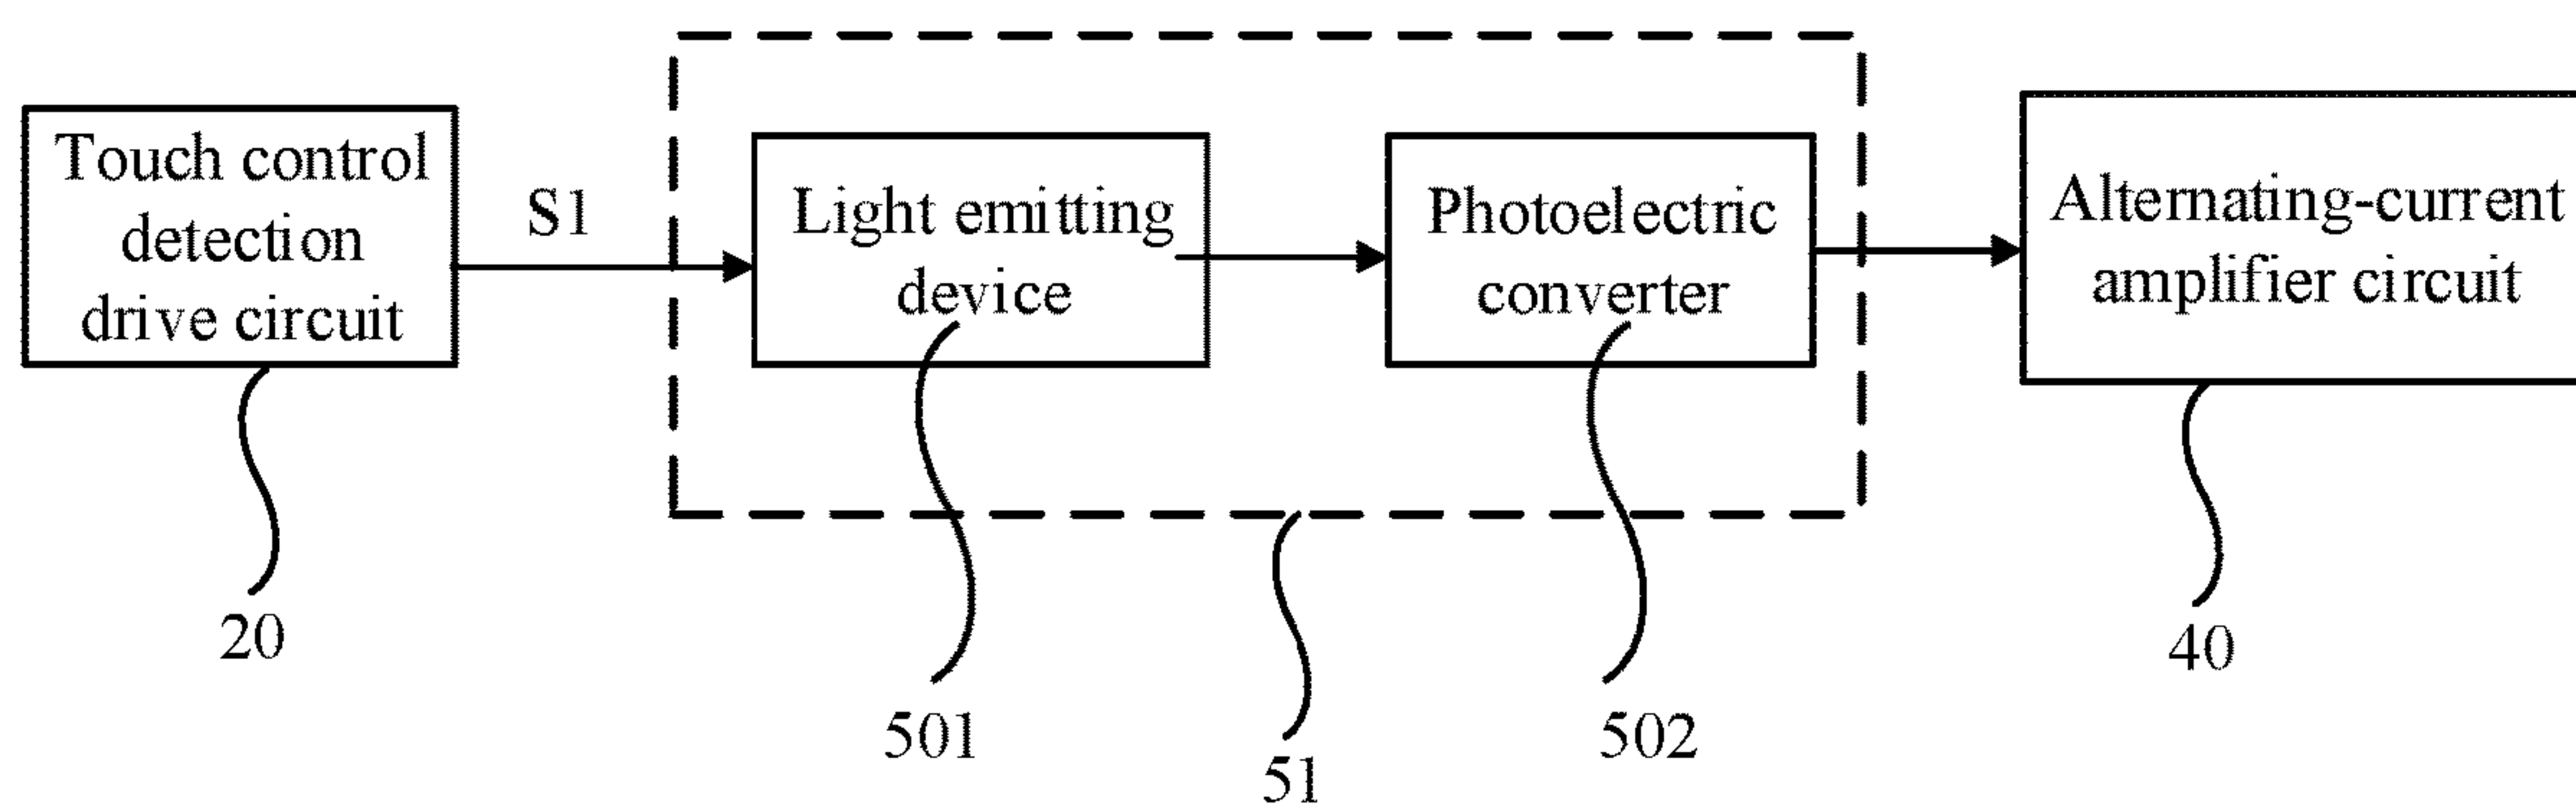 Touch control
detection
drive circuit
S1
Light emitting
device
Photoelectric
converter
Alternating-current
amplifier circuit
20
501
51
502
40